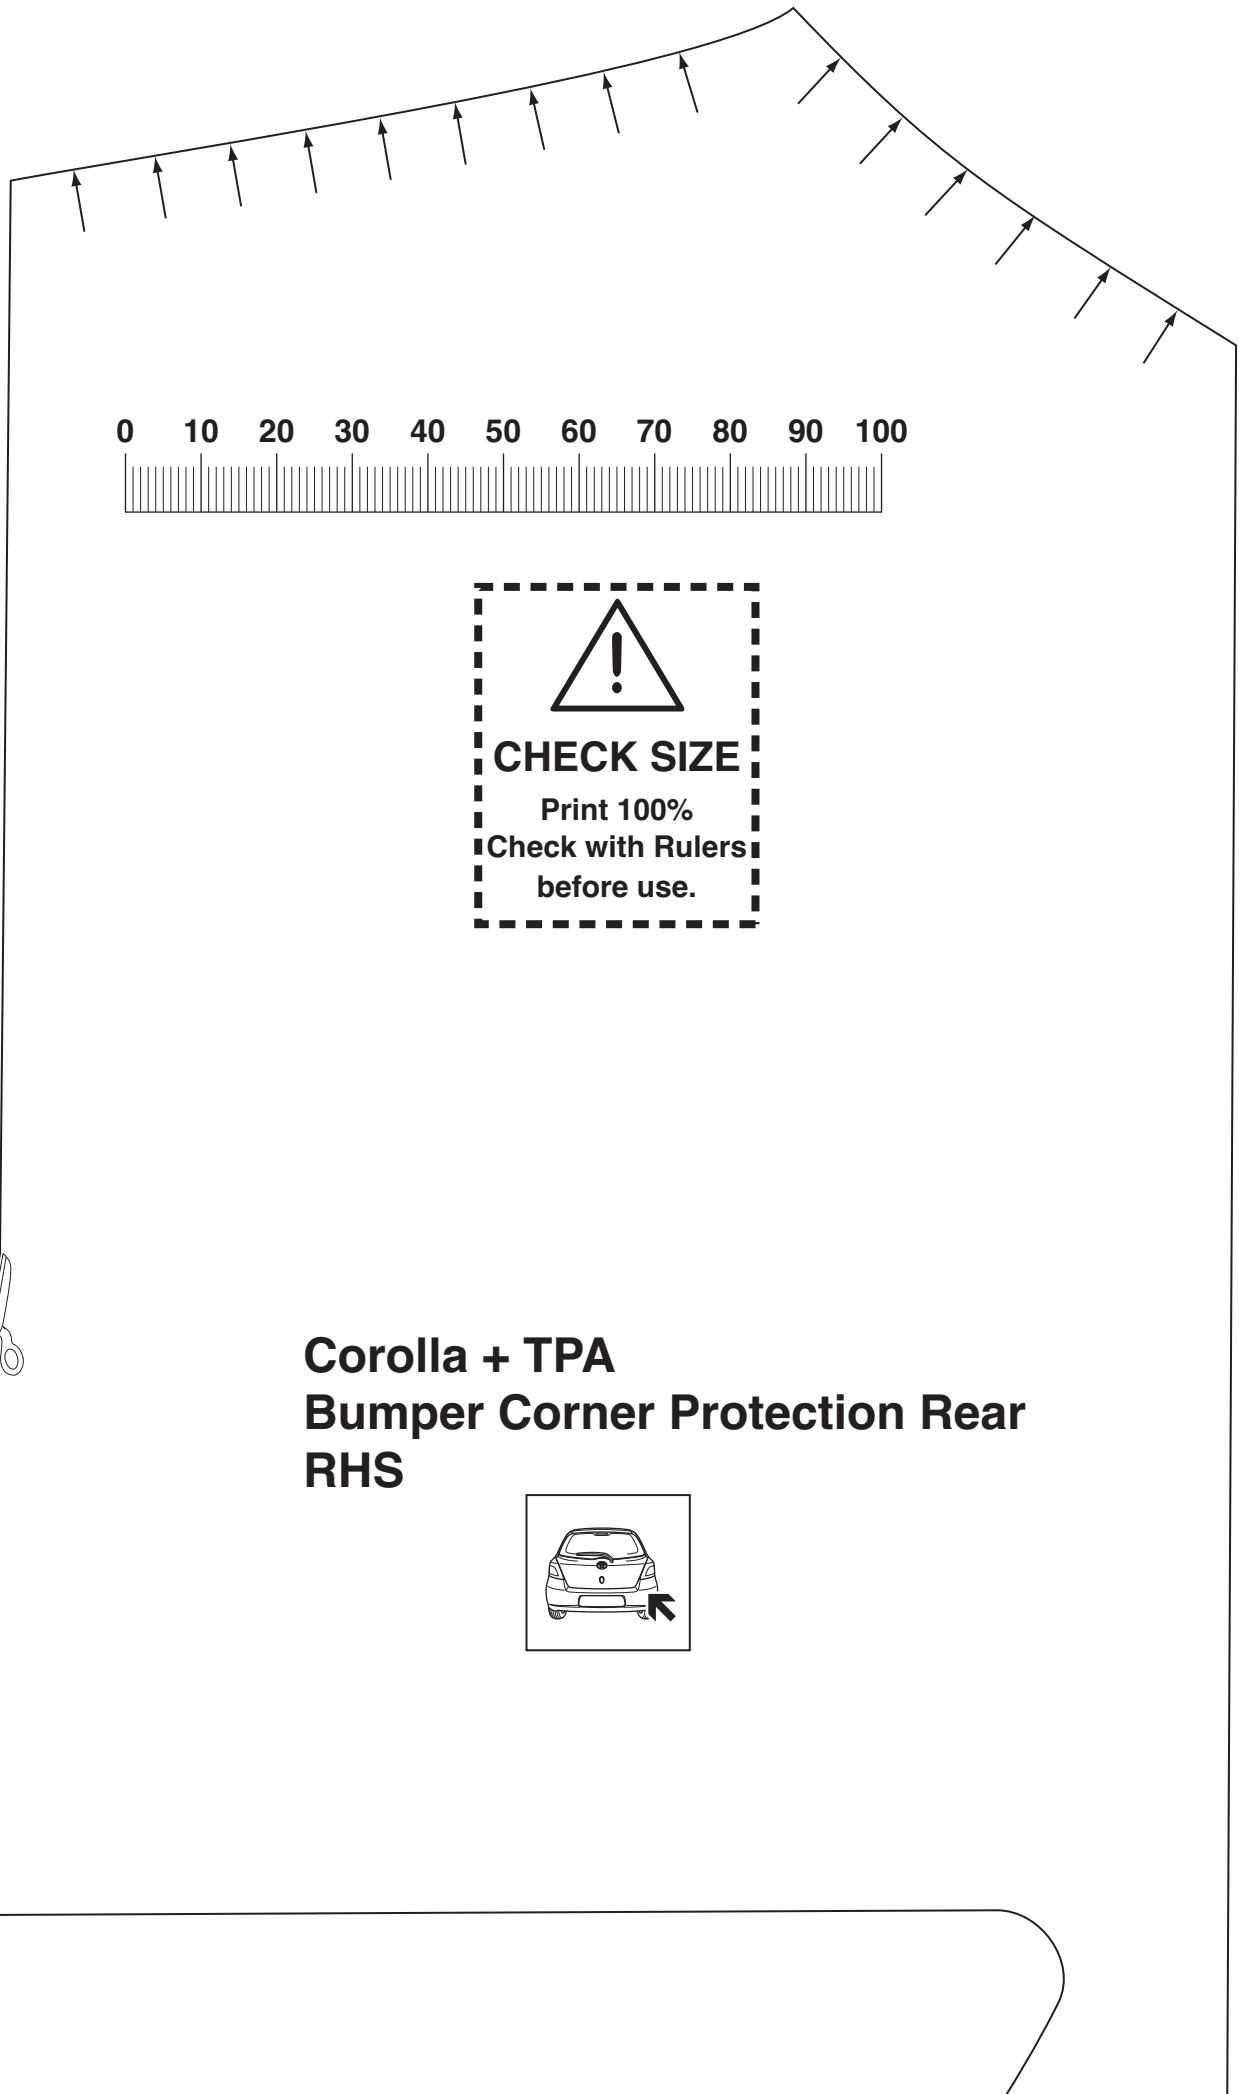 0 10 20 30 40 50 60 70 80 90 100
CHECK SIZE
Print 100%
Check with Rulers
before use.
Corolla + TPA
Bumper Corner Protection Rear
RHS